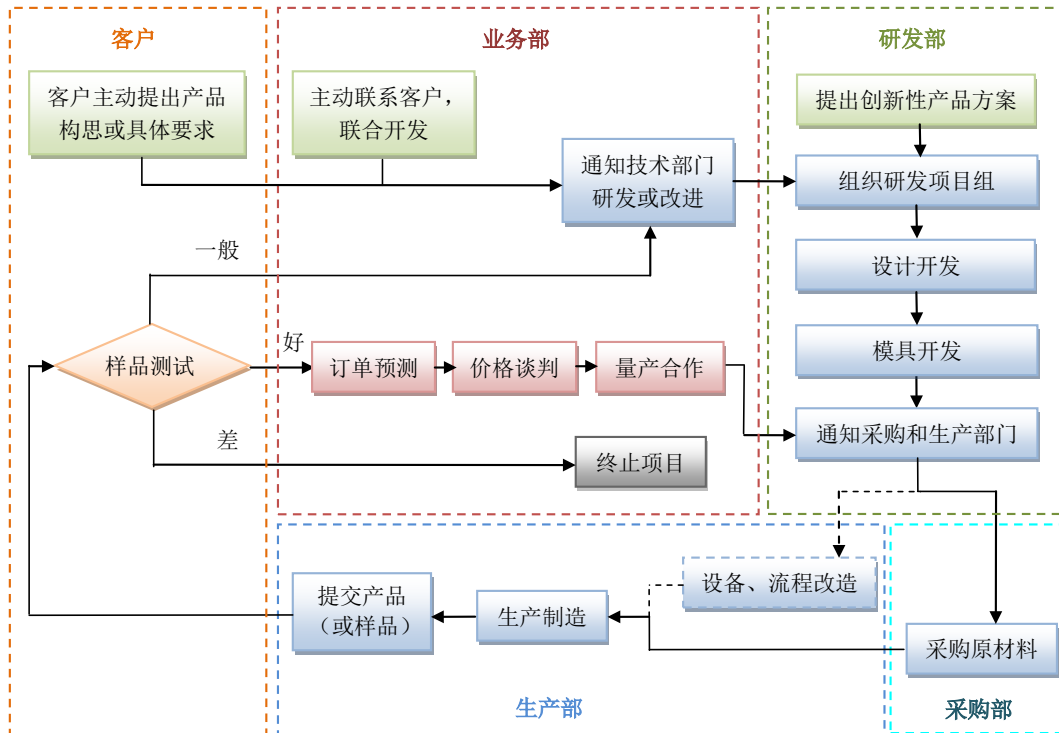 客户
业务部
研发部
客户主动提出产品
构思或具体要求
主动联系客户，
联合开发
提出创新性产品方案
通知技术部门
研发或改进
组织研发项目组
一般
设计开发
样品测试
好
订单预测
价格谈判
量产合作
模具开发
差
通知采购和生产部门
终止项目
提交产品
（或样品）
生产制造
设备、流程改造
采购原材料
生产部
采购部